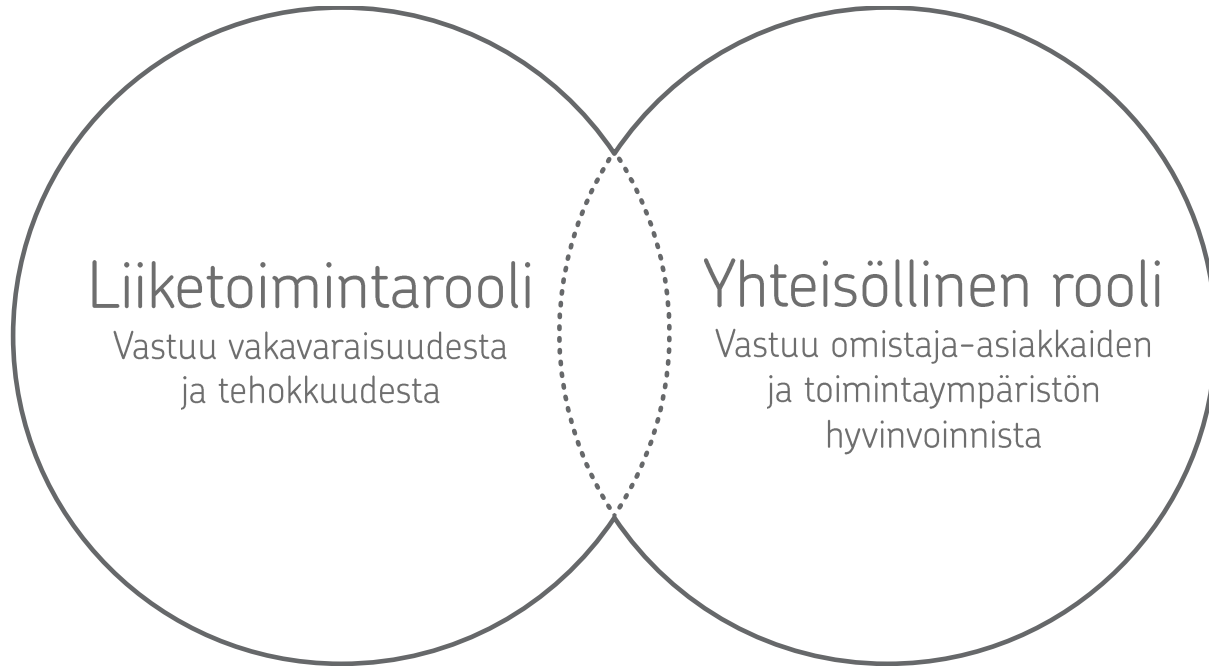 Liiketoimintarooli
Vastuu vakavaraisuudesta
ja tehokkuudesta
Yhteisöllinen rooli
Vastuu omistaja-asiakkaiden
ja toimintaympäristön
hyvinvoinnista